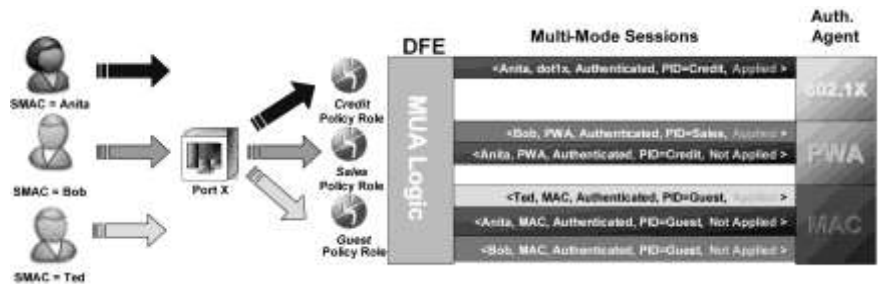 Auth.
Agent
Multi-Mode Sessions
DFE
SMAC = Anita
SMAC = Bob
SMAC = Ted
Port X
Credit
Policy Role
Sales
Policy Role
Guest
Policy Role
MUA Logic
<Anita, dot1x, Authenticated, PID=Credit, Applied >
<Bob, PWA, Authenticated, PID=Sales, Applied >
<Anita, PWA, Authenticated, PID=Credit, Not Applied >
<Ted, MAC, Authenticated, PID=Guest, Applied >
<Anita, MAC, Authenticated, PID=Guest, Not Applied >
<Bob, MAC, Authenticated, PID=Guest, Not Applied >
802.1X
PWA
MAC